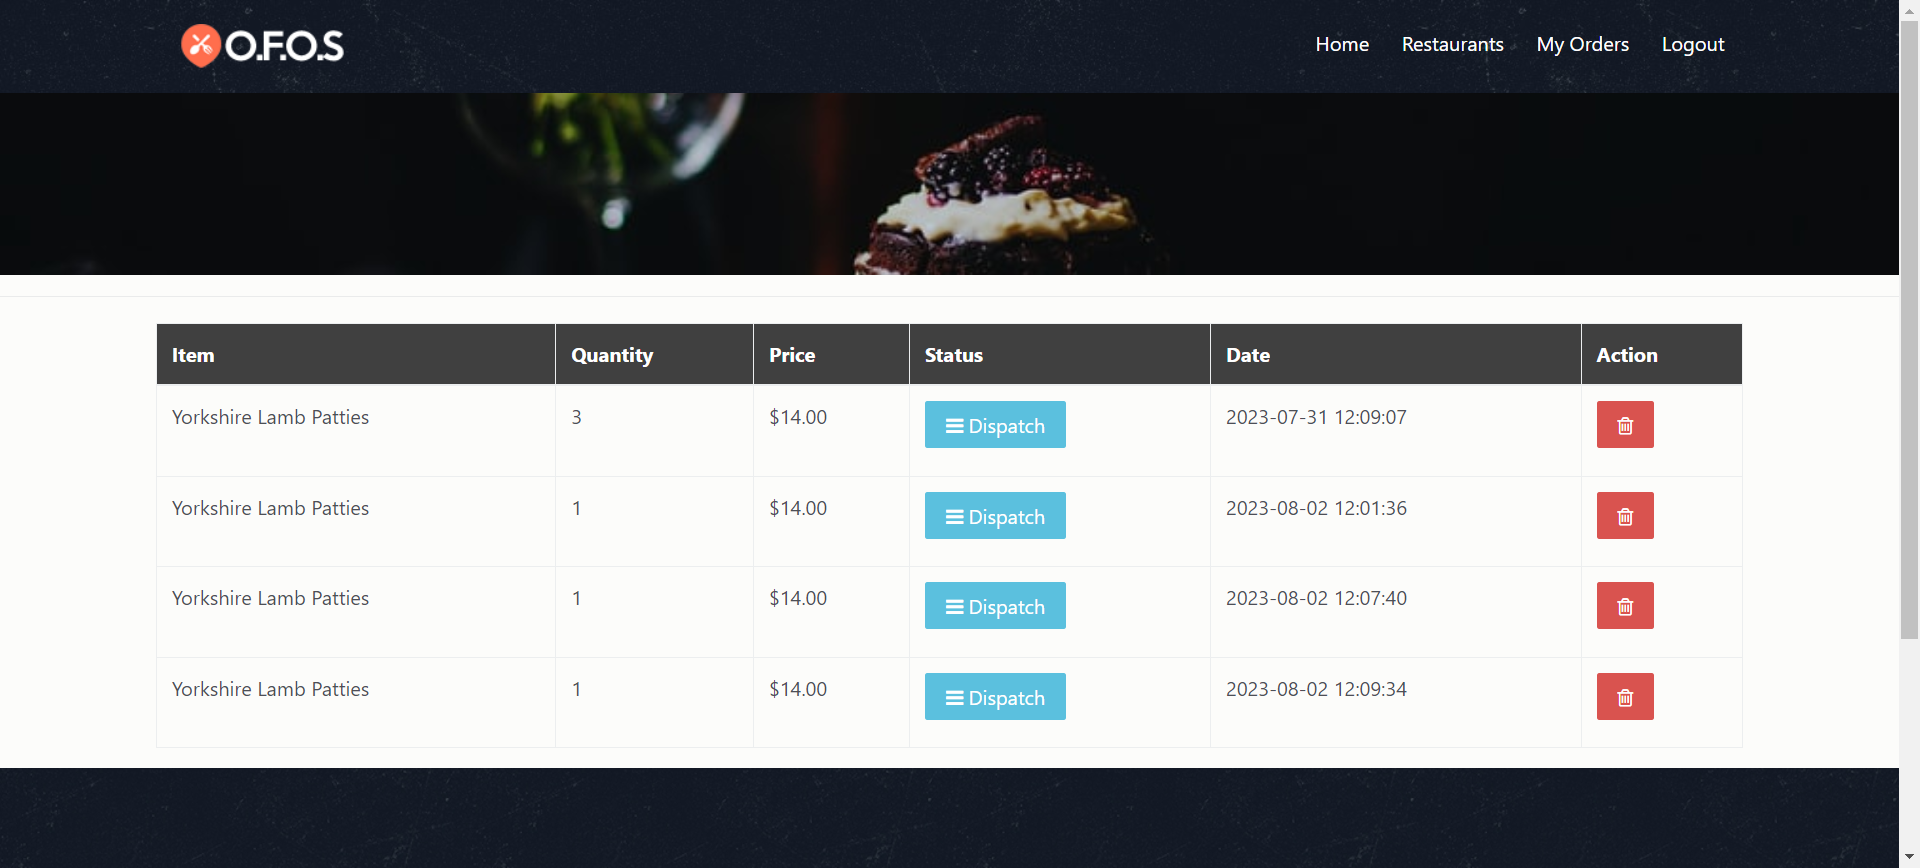 O.F.O.S
Home Restaurants My Orders Logout
Item Quantity Price Status Date Action
Yorkshire Lamb Patties 3 $14.00 Dispatch 2023-07-31 12:09:07
Yorkshire Lamb Patties 1 $14.00 Dispatch 2023-08-02 12:01:36
Yorkshire Lamb Patties 1 $14.00 Dispatch 2023-08-02 12:07:40
Yorkshire Lamb Patties 1 $14.00 Dispatch 2023-08-02 12:09:34